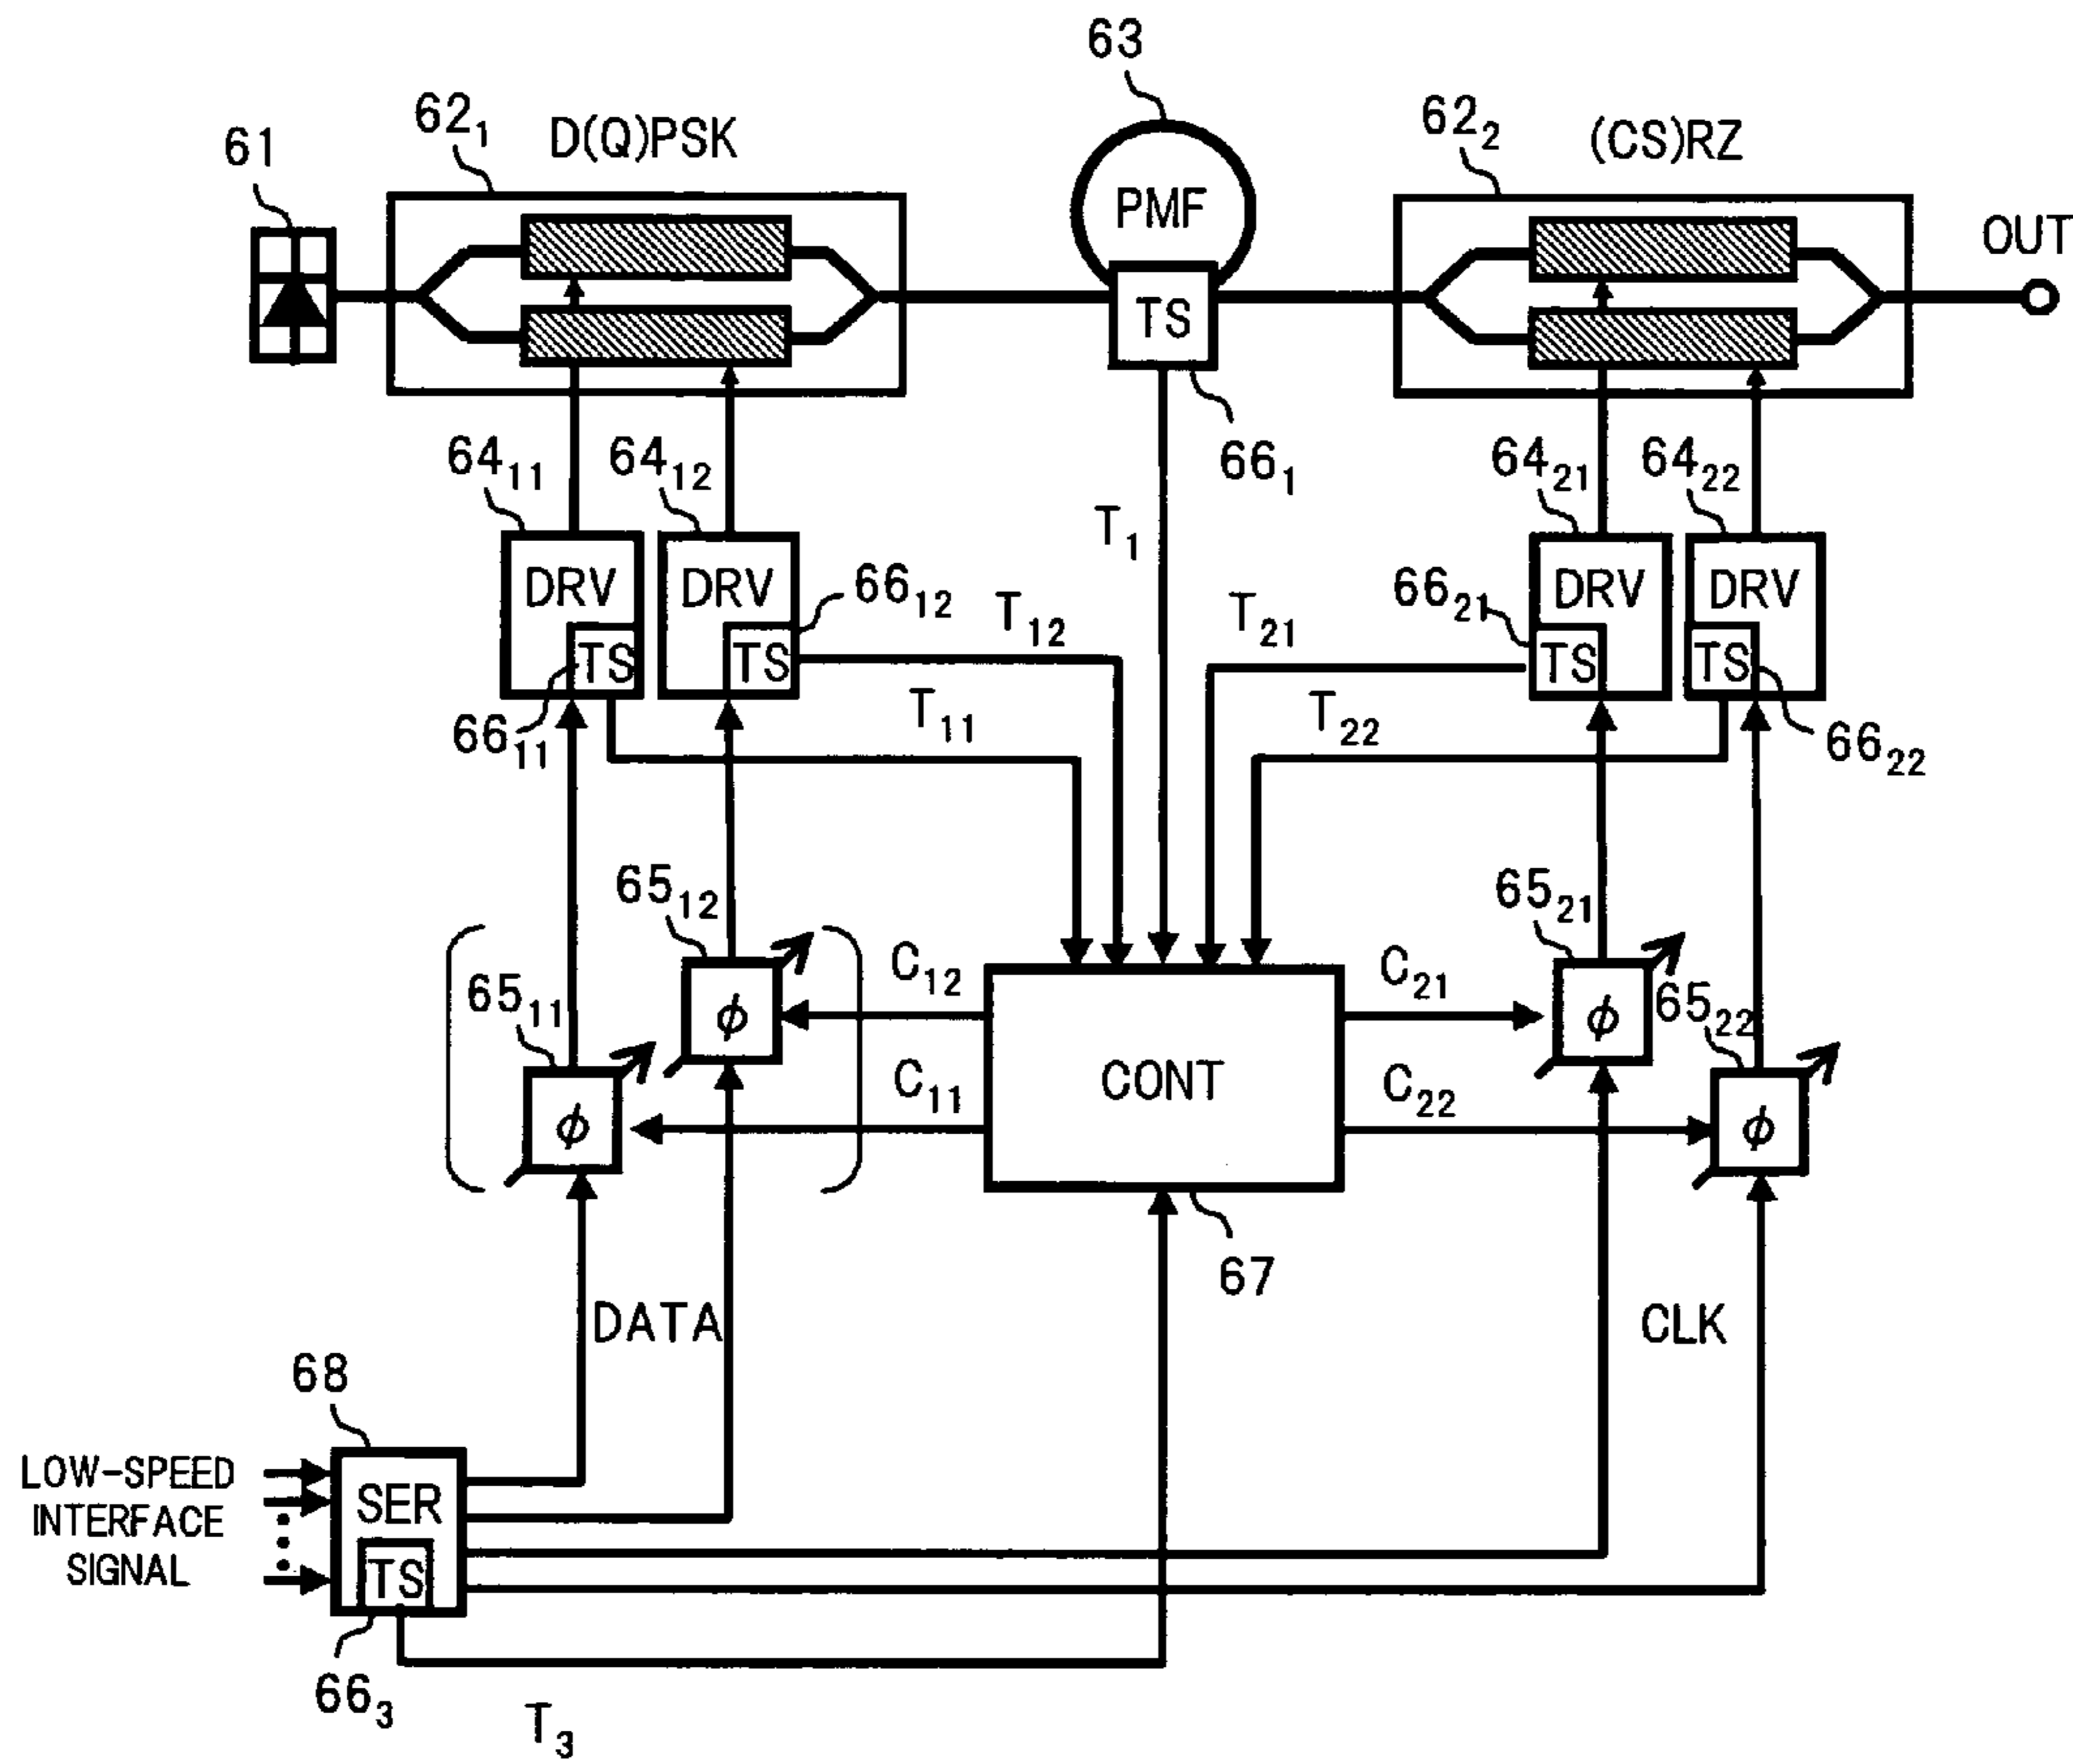 63
62₁
D(Q)PSK
62₂
(CS)RZ
61
PMF
OUT
TS
64₁₁
64₁₂
66₁
64₂₁
64₂₂
T₁
DRV
DRV
66₁₂
T₁₂
T₂₁
66₂₁
DRV
DRV
TS
TS
TS
TS
66₁₁
T₁₁
T₂₂
66₂₂
65₁₂
65₂₁
65₁₁
C₁₂
C₂₁
65₂₂
ϕ
ϕ
C₁₁
CONT
C₂₂
ϕ
ϕ
67
DATA
CLK
68
LOW-SPEED
INTERFACE
SIGNAL
SER
TS
66₃
T₃